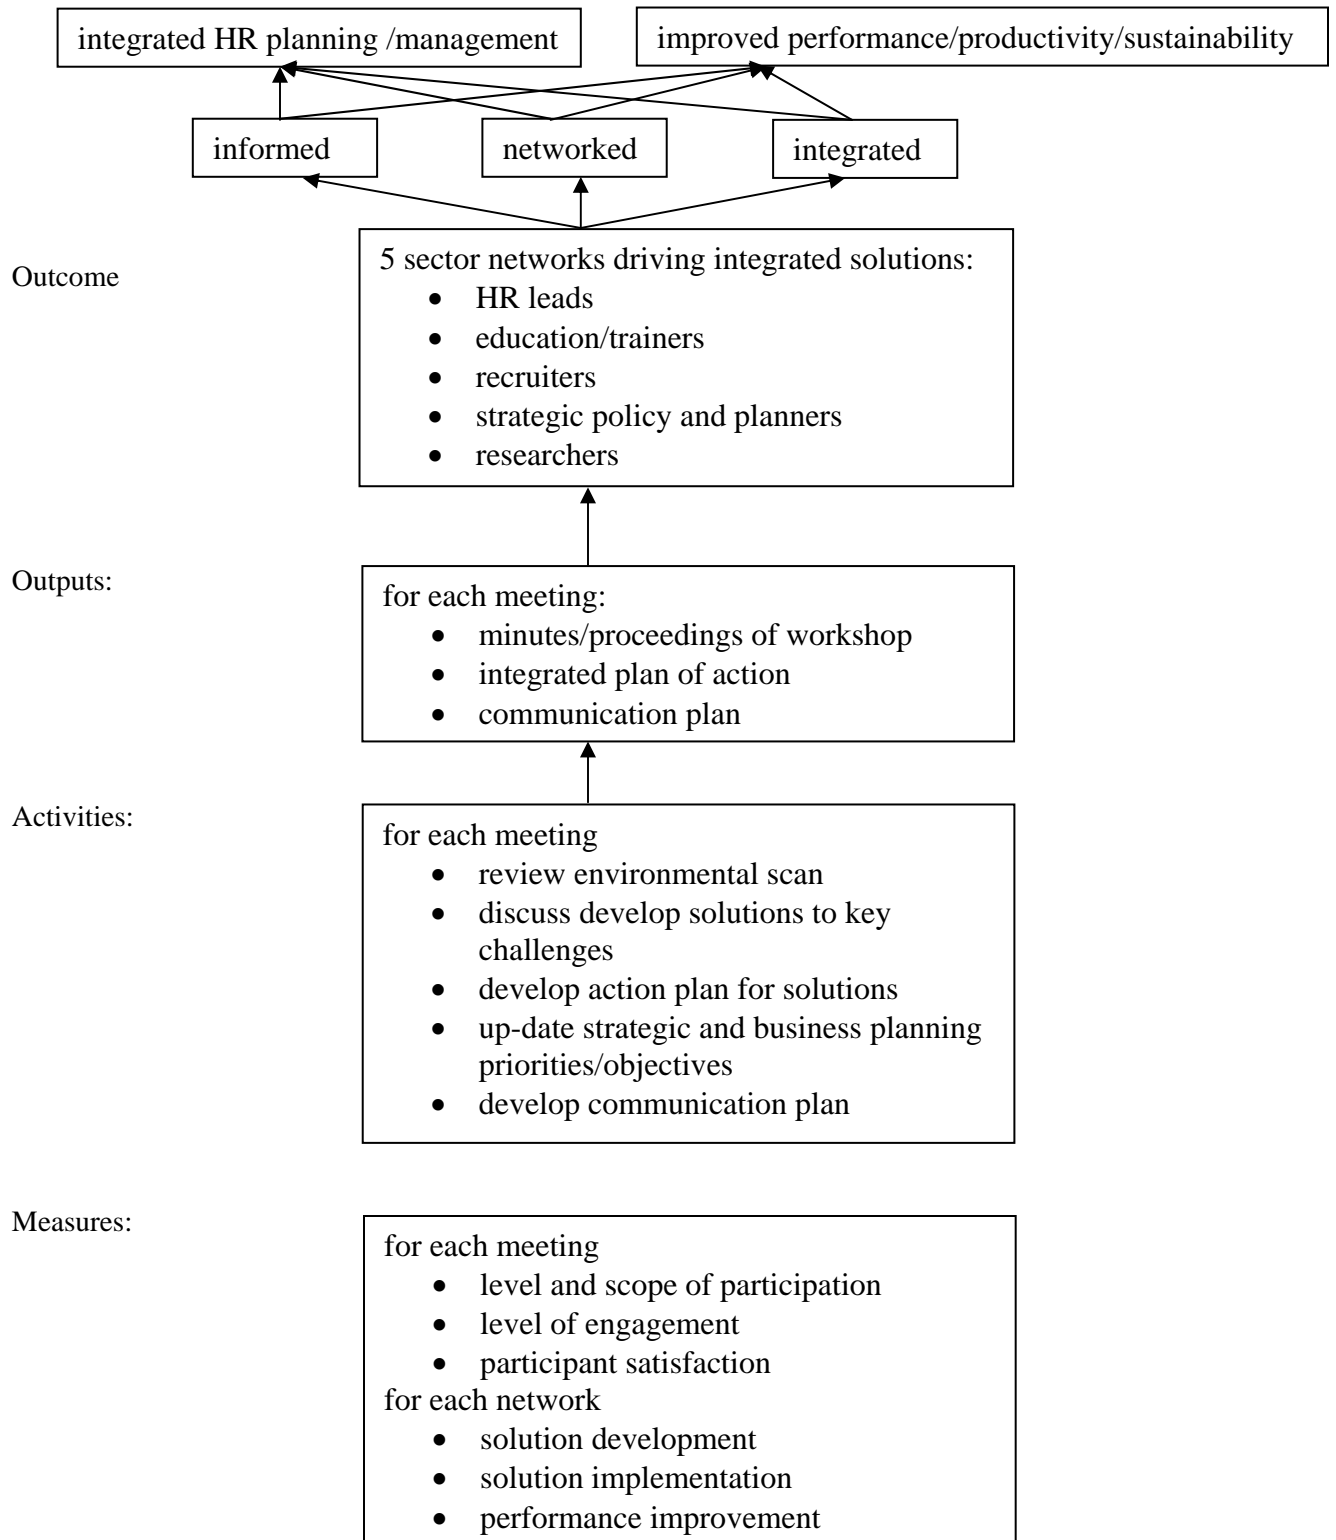 integrated HR planning /management
improved performance/productivity/sustainability
informed
networked
integrated
Outcome
5 sector networks driving integrated solutions:
• HR leads
• education/trainers
• recruiters
• strategic policy and planners
• researchers
Outputs:
for each meeting:
• minutes/proceedings of workshop
• integrated plan of action
• communication plan
Activities:
for each meeting
• review environmental scan
• discuss develop solutions to key
challenges
• develop action plan for solutions
• up-date strategic and business planning
priorities/objectives
• develop communication plan
Measures:
for each meeting
• level and scope of participation
• level of engagement
• participant satisfaction
for each network
• solution development
• solution implementation
• performance improvement